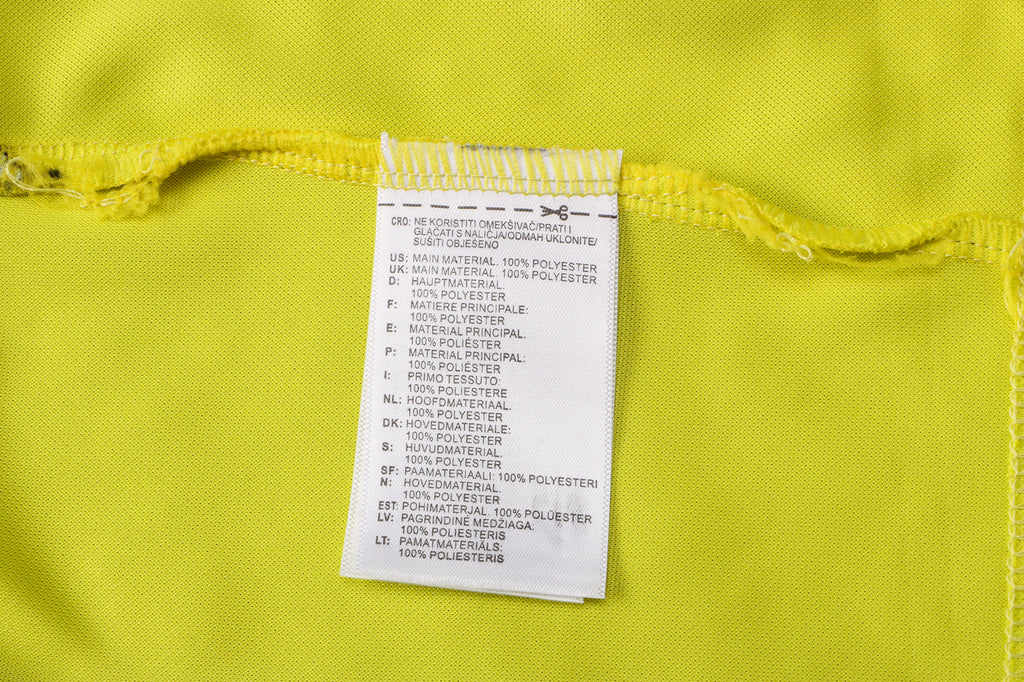 CRO: NE KORISTITI OMEKŠIVAČ/PRATI I
GLAČATI S NALIČJA/ODMAH UKLONITE/
SUŠITI OBJEŠENO
US: MAIN MATERIAL. 100% POLYESTER
UK: MAIN MATERIAL. 100% POLYESTER
D: HAUPTMATERIAL.
100% POLYESTER
F: MATIERE PRINCIPALE:
100% POLYESTER
E: MATERIAL PRINCIPAL:
100% POLIÉSTER
P: MATERIAL PRINCIPAL:
100% POLIÉSTER
I: PRIMO TESSUTO:
100% POLIESTERE
NL: HOOFDMATERIAAL.
100% POLYESTER
DK: HOVEDMATERIALE:
100% POLYESTER
S: HUVUDMATERIAL.
100% POLYESTER
SF: PAAMATERIAALI: 100% POLYESTERI
N: HOVEDMATERIAL.
100% POLYESTER
EST: POHIMATERJAL. 100% POLÜESTER
LV: PAGRINDINĖ MEDŽIAGA.
100% POLIESTERIS
LT: PAMATMATERIĀLS:
100% POLIESTERIS